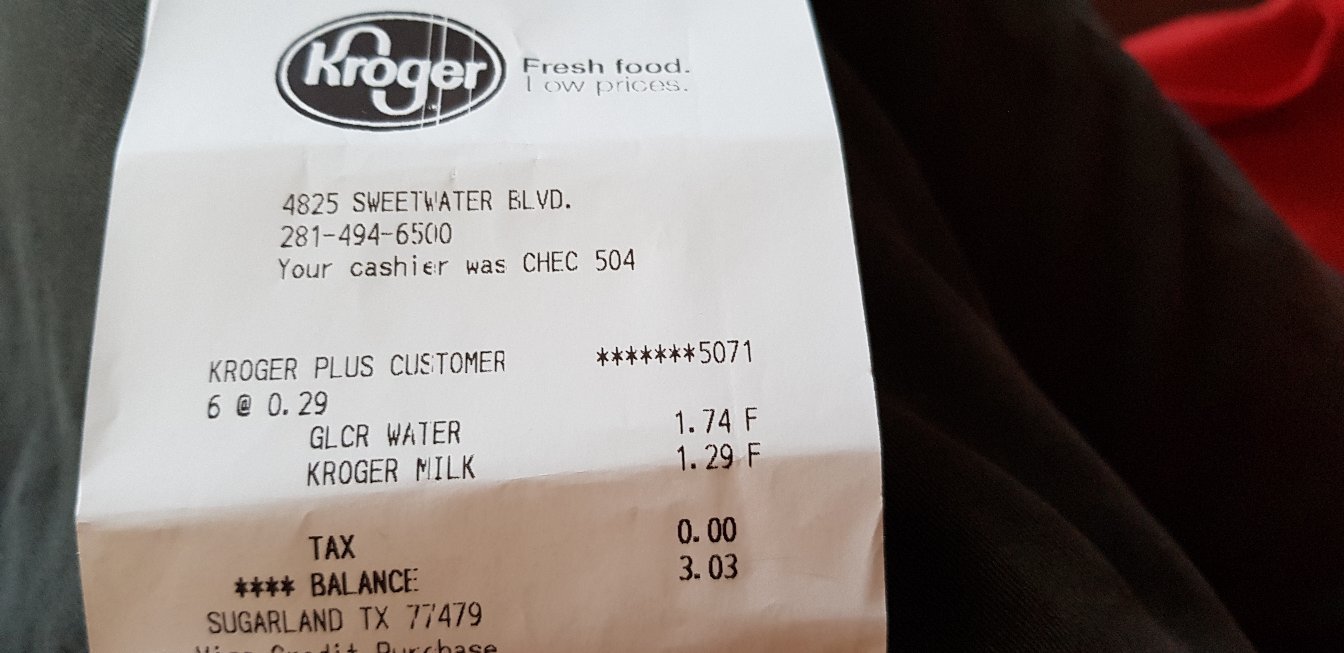 Kroger
Fresh food.
Low prices.
4825 SWEETWATER BLVD.
281-494-6500
Your cashier was CHEC 504
KROGER PLUS CUSTOMER *******5071
6 @ 0.29
GLCR WATER 1.74 F
KROGER MILK 1.29 F
TAX 0.00
**** BALANCE 3.03
SUGARLAND TX 77479
Credit Purchase